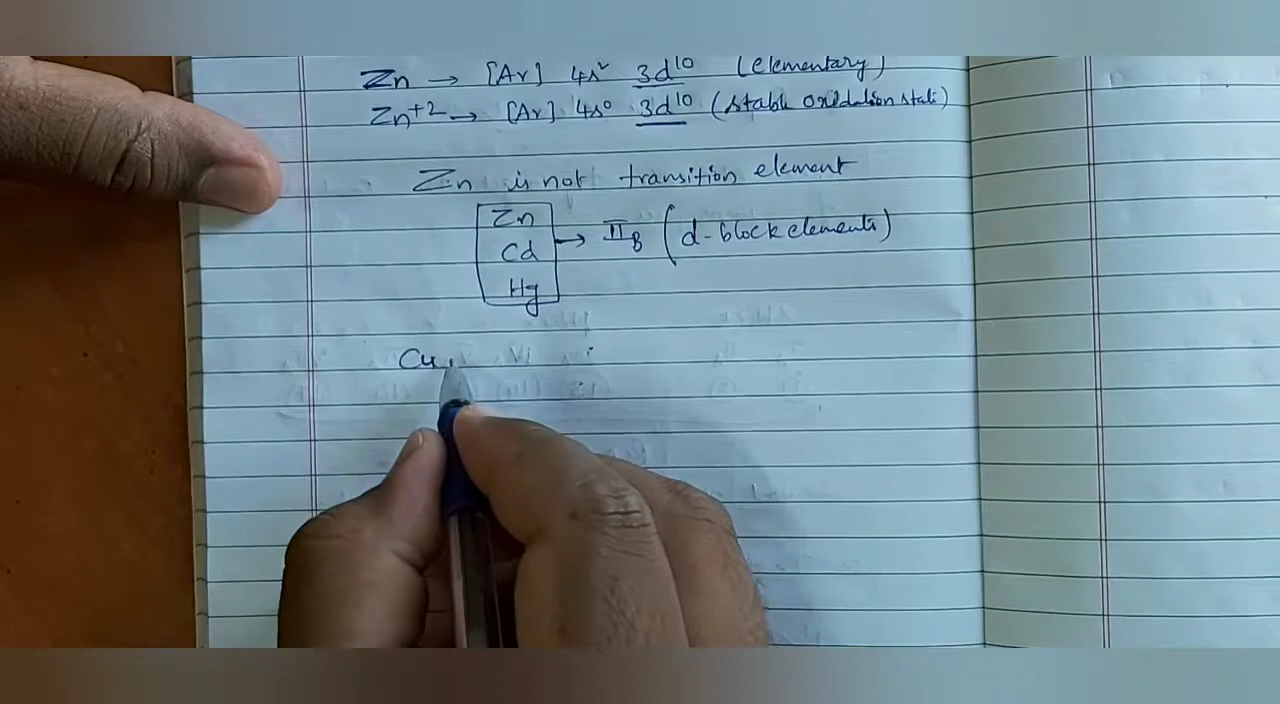 Zn → [Ar] 4s² 3d¹⁰ (elementary)
Zn⁺² → [Ar] 4s⁰ 3d¹⁰ (stable oxidation state)
Zn is not transition element
Zn
Cd → II_B (d-block elements)
Hg
Cu